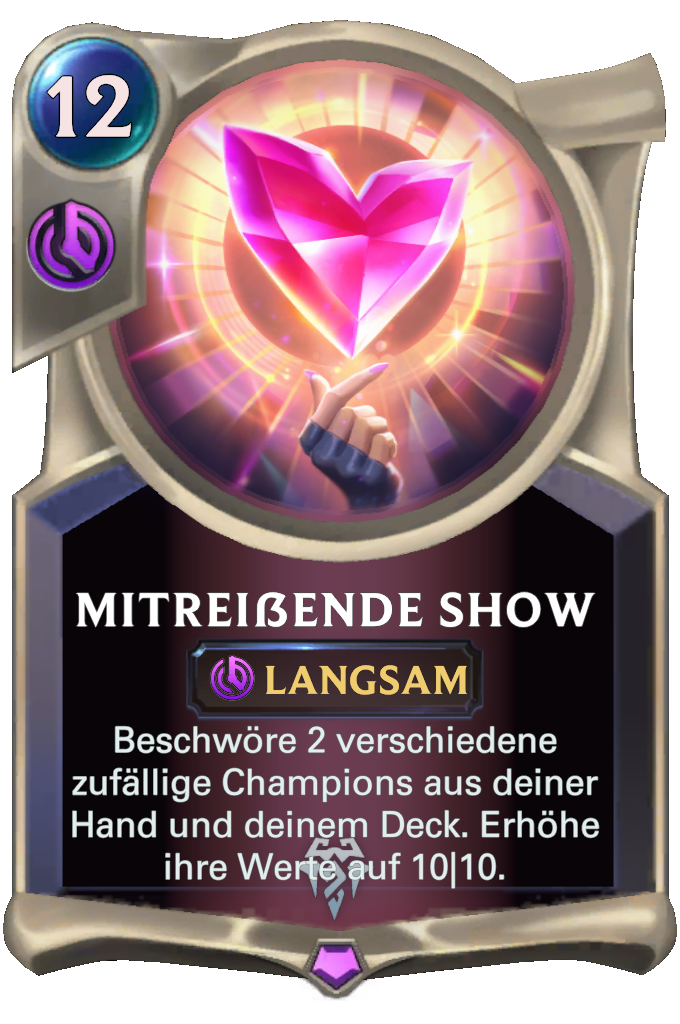 12
MITREIẞENDE SHOW
LANGSAM
Beschwöre 2 verschiedene
zufällige Champions aus deiner
Hand und deinem Deck. Erhöhe
ihre Werte auf 10|10.